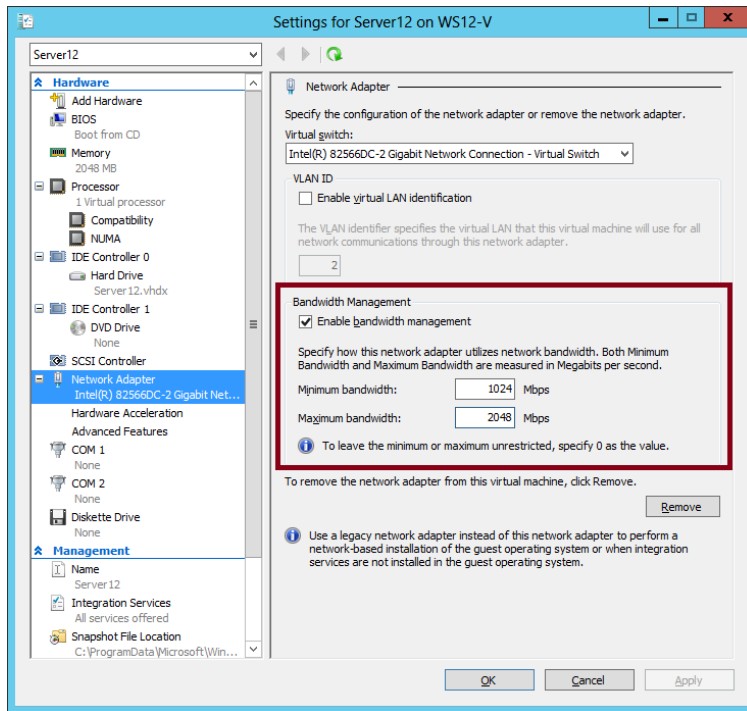 Settings for Server12 on WS12-V
Server12
Hardware
Add Hardware
BIOS
Boot from CD
Memory
2048 MB
Processor
1 Virtual processor
Compatibility
NUMA
IDE Controller 0
Hard Drive
Server12.vhdx
IDE Controller 1
DVD Drive
None
SCSI Controller
Network Adapter
Intel(R) 82566DC-2 Gigabit Net...
Hardware Acceleration
Advanced Features
COM 1
None
COM 2
None
Diskette Drive
None
Management
Name
Server12
Integration Services
All services offered
Snapshot File Location
C:\ProgramData\Microsoft\Win...
Network Adapter
Specify the configuration of the network adapter or remove the network adapter.
Virtual switch:
Intel(R) 82566DC-2 Gigabit Network Connection - Virtual Switch
VLAN ID
Enable virtual LAN identification
The VLAN identifier specifies the virtual LAN that this virtual machine will use for all
network communications through this network adapter.
2
Bandwidth Management
Enable bandwidth management
Specify how this network adapter utilizes network bandwidth. Both Minimum
Bandwidth and Maximum Bandwidth are measured in Megabits per second.
Minimum bandwidth: 1024 Mbps
Maximum bandwidth: 2048 Mbps
To leave the minimum or maximum unrestricted, specify 0 as the value.
To remove the network adapter from this virtual machine, click Remove.
Remove
Use a legacy network adapter instead of this network adapter to perform a
network-based installation of the guest operating system or when integration
services are not installed in the guest operating system.
OK Cancel Apply